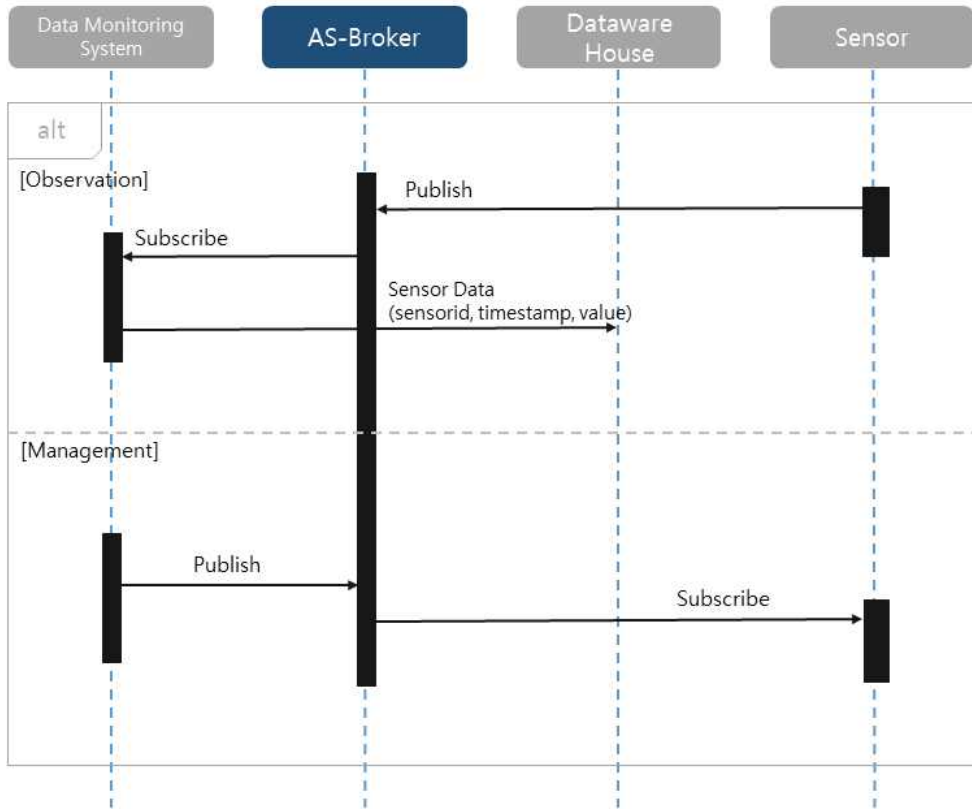 Data Monitoring
System
AS-Broker
Dataware
House
Sensor
alt
[Observation]
Publish
Subscribe
Sensor Data
(sensorid, timestamp, value)
[Management]
Publish
Subscribe